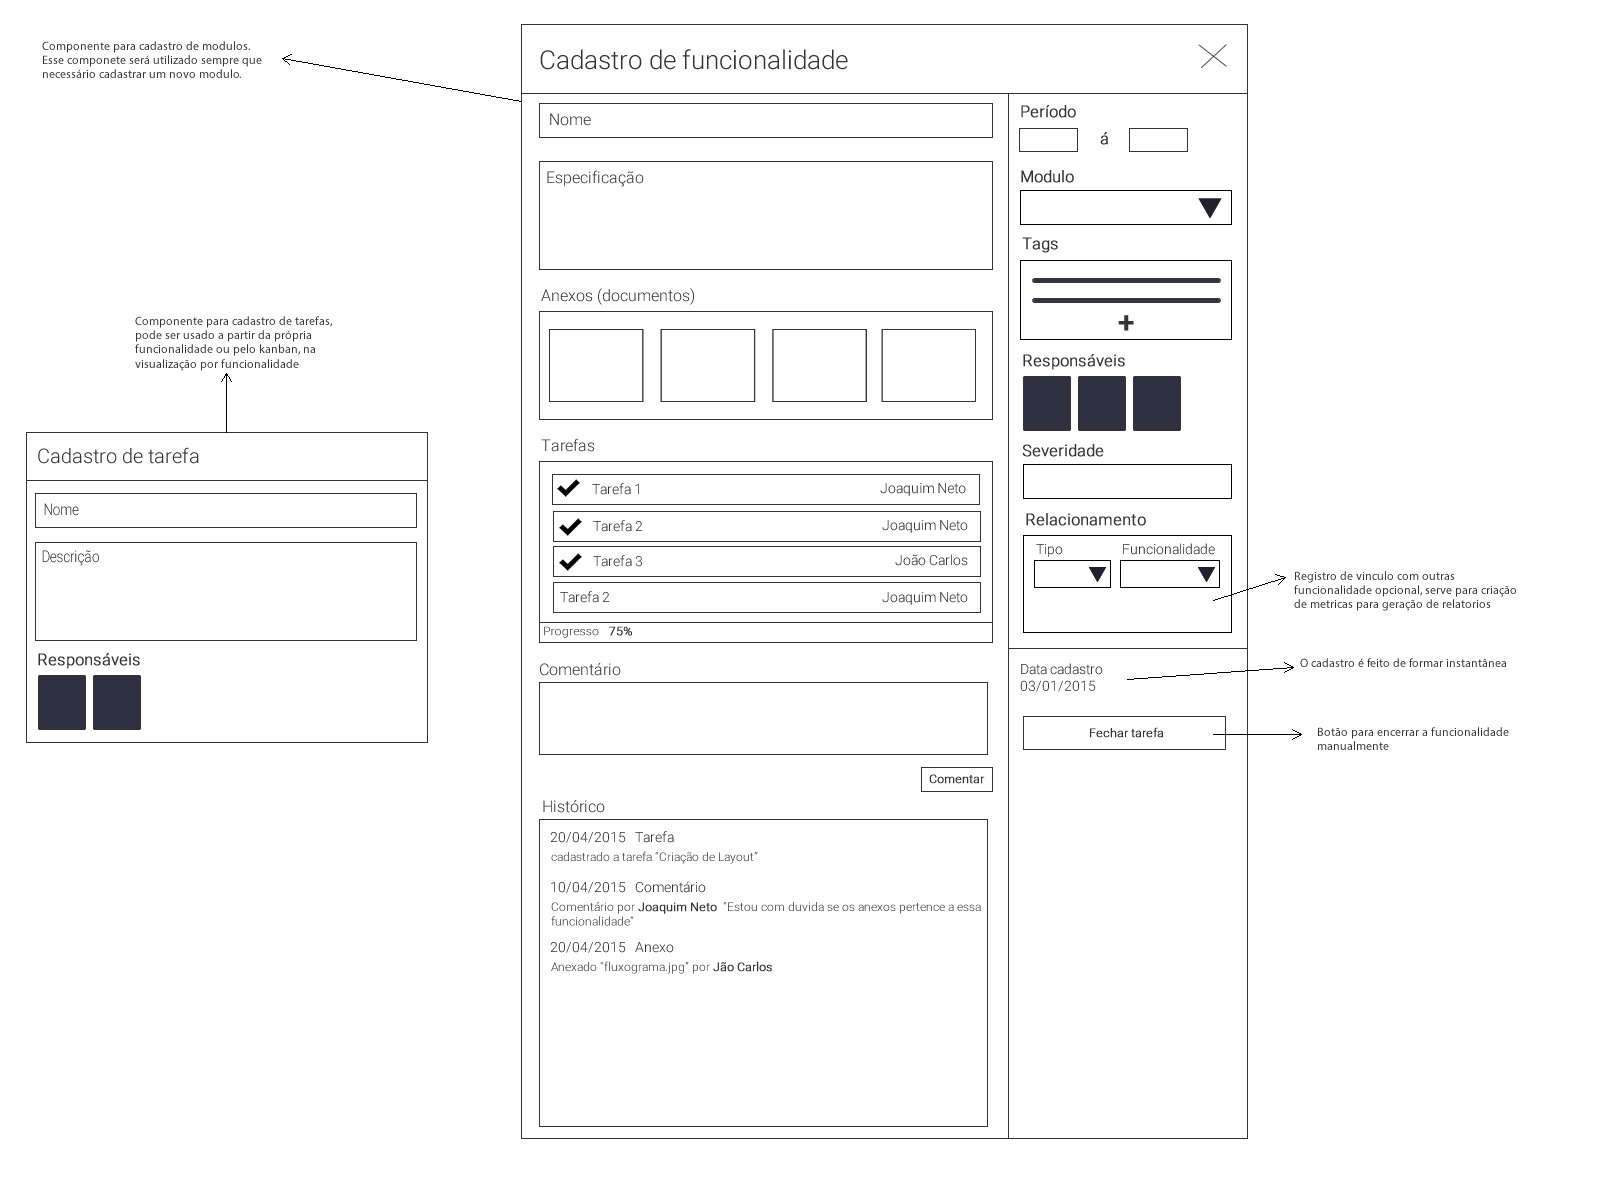 Componente para cadastro de modulos.
Esse componete será utilizado sempre que
necessário cadastrar um novo modulo.
Componente para cadastro de tarefas,
pode ser usado a partir da própria
funcionalidade ou pelo kanban, na
visualização por funcionalidade
Cadastro de tarefa
Nome
Descrição
Responsáveis
Cadastro de funcionalidade
Nome
Especificação
Anexos (documentos)
Tarefas
Tarefa 1 Joaquim Neto
Tarefa 2 Joaquim Neto
Tarefa 3 João Carlos
Tarefa 2 Joaquim Neto
Progresso 75%
Comentário
Comentar
Histórico
20/04/2015 Tarefa
cadastrado a tarefa “Criação de Layout”
10/04/2015 Comentário
Comentário por Joaquim Neto “Estou com duvida se os anexos pertence a essa
funcionalidade”
20/04/2015 Anexo
Anexado “fluxograma.jpg” por Jão Carlos
Período
á
Modulo
Tags
+
Responsáveis
Severidade
Relacionamento
Tipo Funcionalidade
Data cadastro
03/01/2015
Fechar tarefa
Registro de vinculo com outras
funcionalidade opcional, serve para criação
de metricas para geração de relatorios
O cadastro é feito de formar instantânea
Botão para encerrar a funcionalidade
manualmente